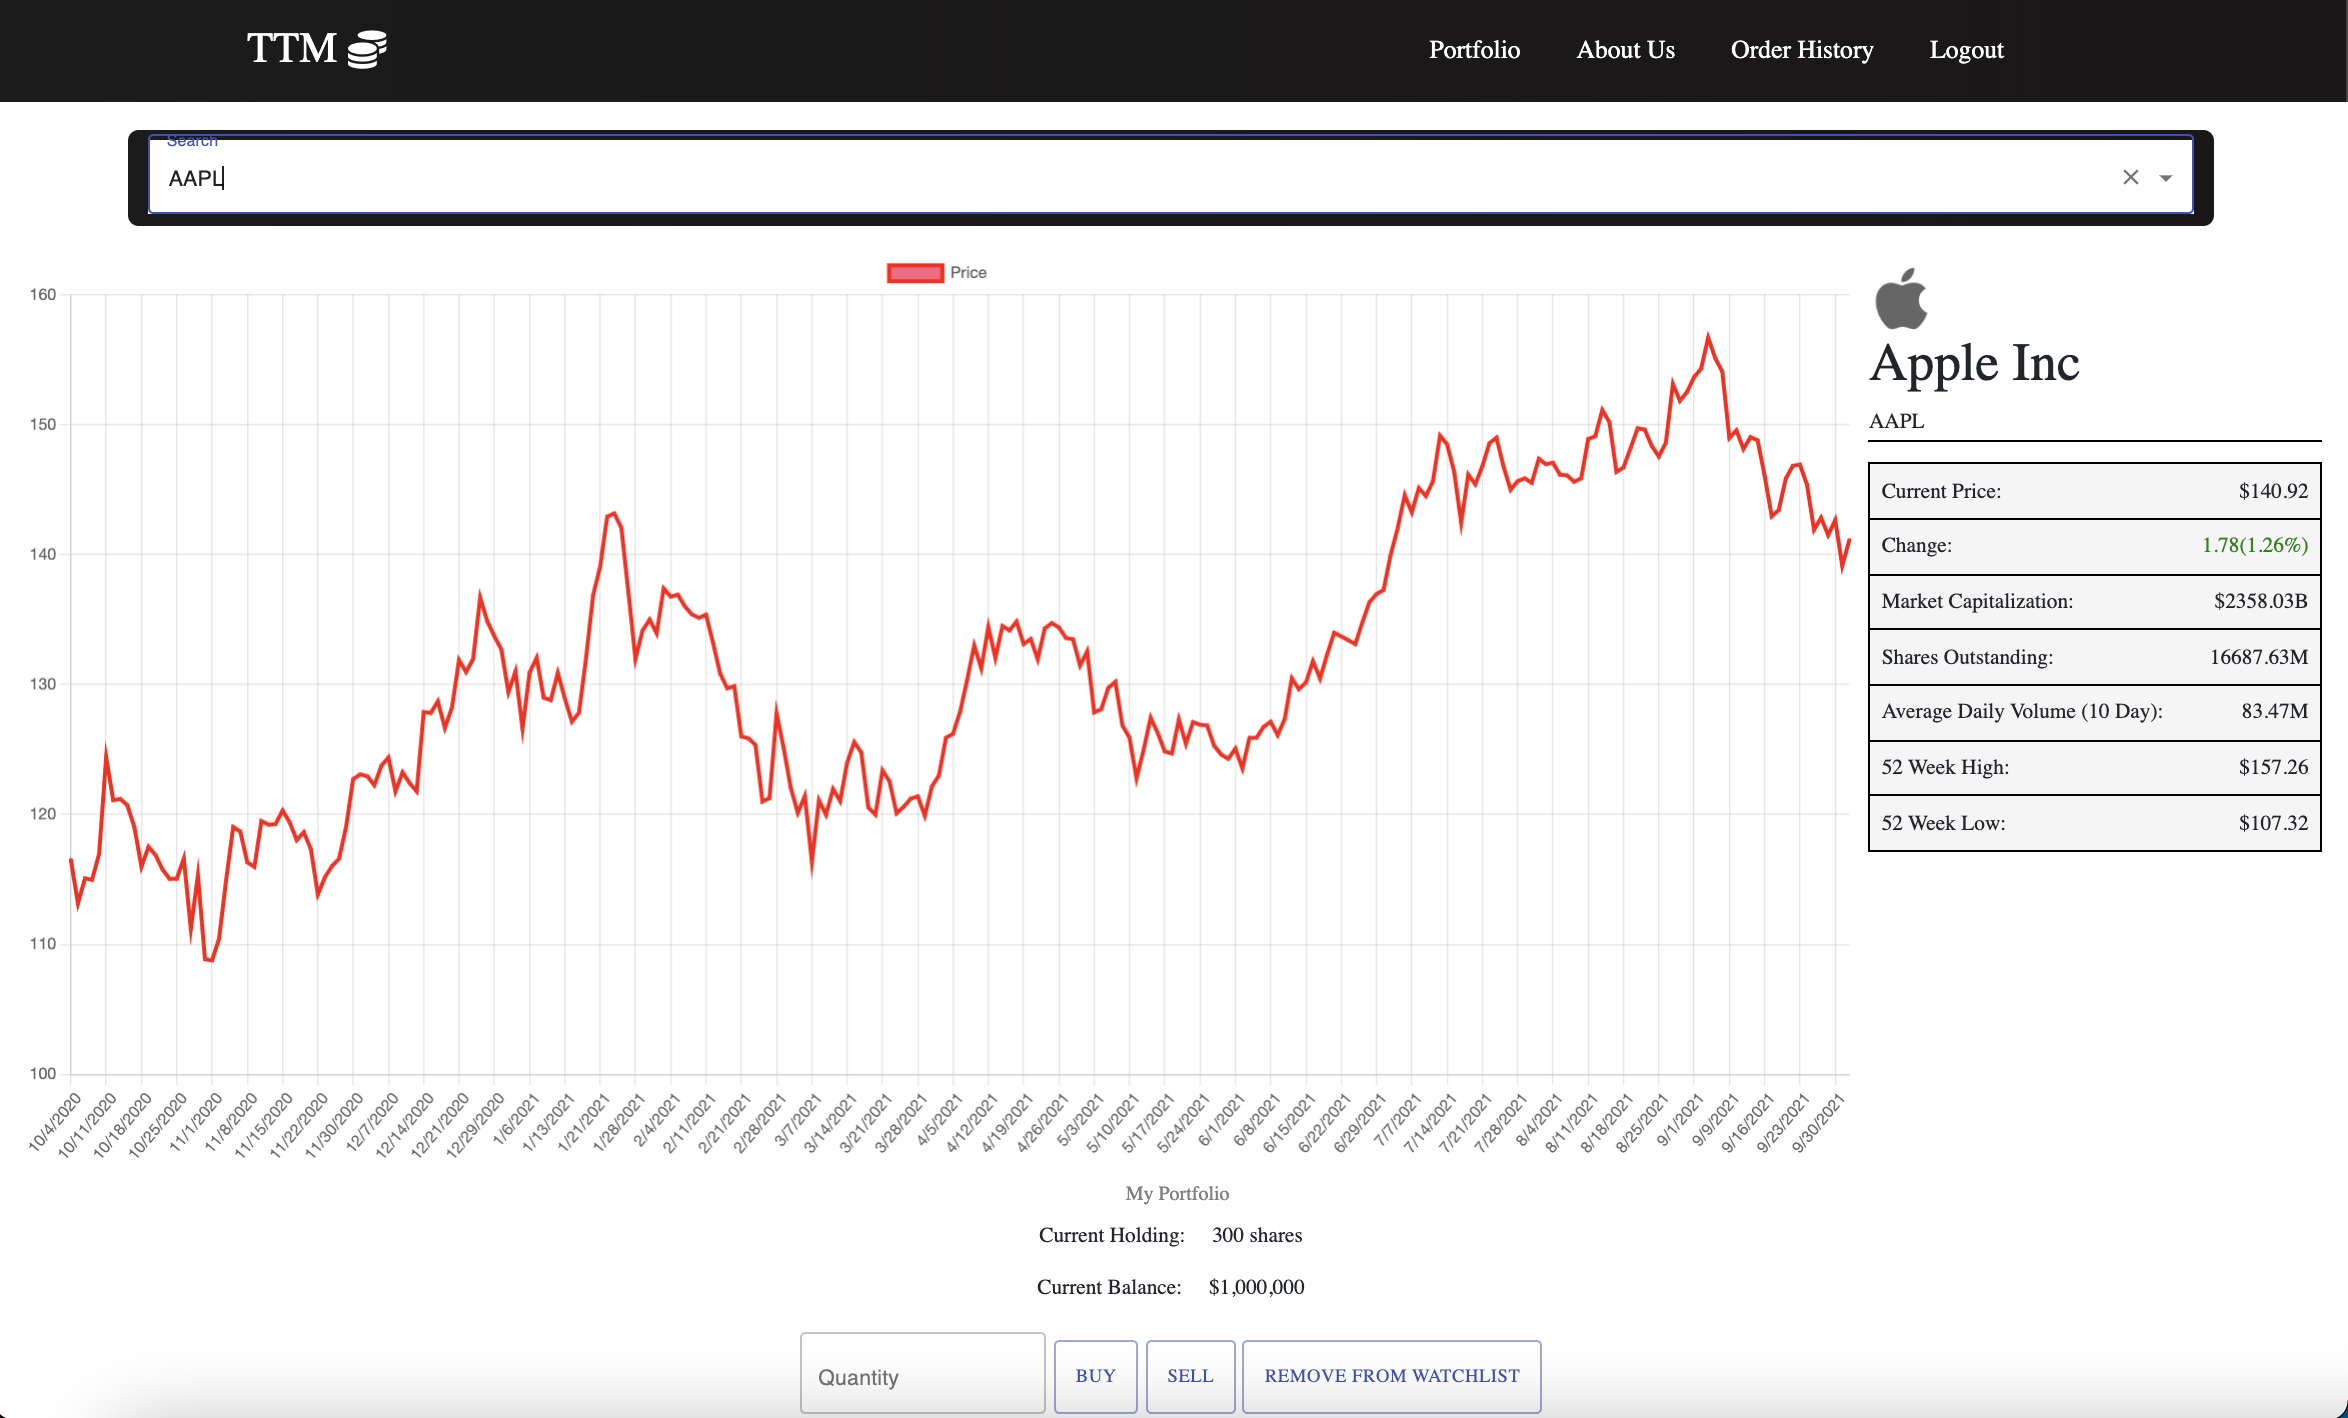 TTM
Portfolio About Us Order History Logout
Search
AAPL
Price
160
150
140
130
120
110
100
10/4/2020 10/11/2020 10/18/2020 10/25/2020 11/1/2020 11/8/2020 11/15/2020 11/22/2020 11/30/2020 12/7/2020 12/14/2020 12/21/2020 12/29/2020 1/6/2021 1/13/2021 1/21/2021 1/28/2021 2/4/2021 2/11/2021 2/21/2021 2/28/2021 3/7/2021 3/14/2021 3/21/2021 3/28/2021 4/5/2021 4/12/2021 4/19/2021 4/26/2021 5/3/2021 5/10/2021 5/17/2021 5/24/2021 6/1/2021 6/8/2021 6/15/2021 6/22/2021 6/29/2021 7/7/2021 7/14/2021 7/21/2021 7/28/2021 8/4/2021 8/11/2021 8/18/2021 8/25/2021 9/1/2021 9/9/2021 9/16/2021 9/23/2021 9/30/2021
Apple Inc
AAPL
Current Price: $140.92
Change: 1.78(1.26%)
Market Capitalization: $2358.03B
Shares Outstanding: 16687.63M
Average Daily Volume (10 Day): 83.47M
52 Week High: $157.26
52 Week Low: $107.32
My Portfolio
Current Holding: 300 shares
Current Balance: $1,000,000
Quantity BUY SELL REMOVE FROM WATCHLIST